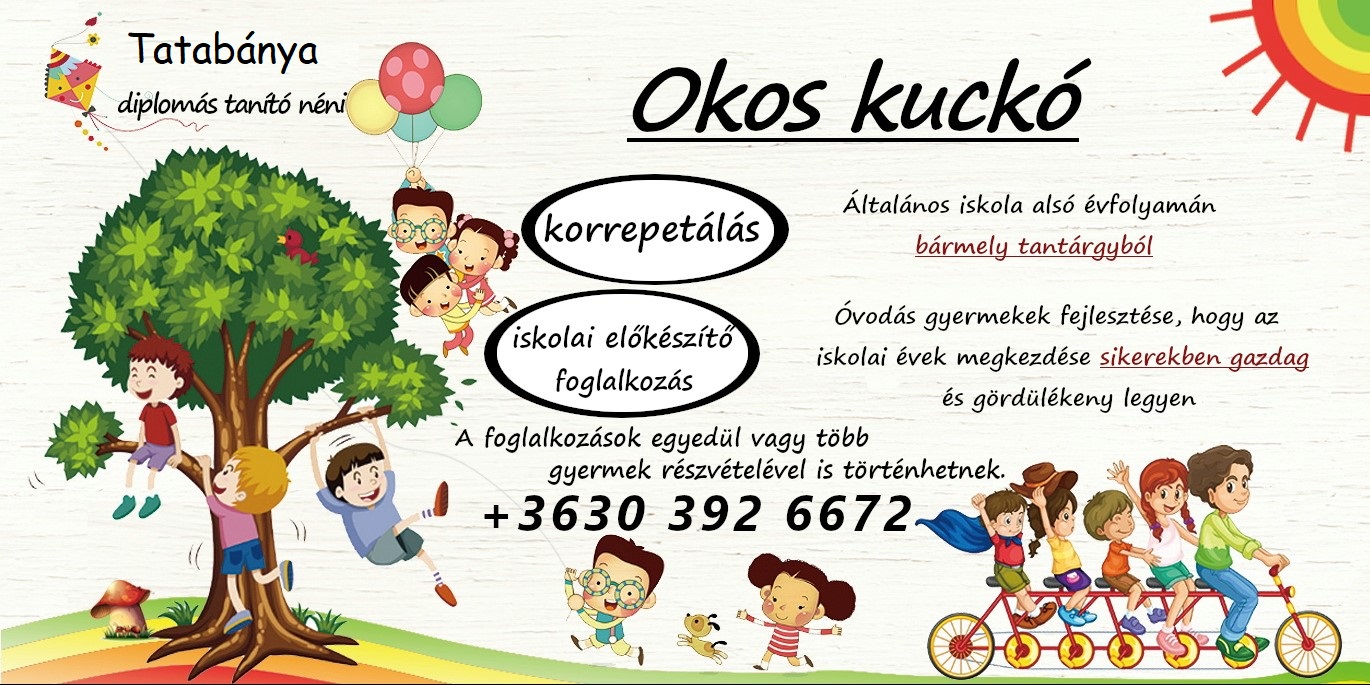 Tatabánya
diplomás tanító néni
Okos kuckó
korrepetálás
Általános iskola alsó évfolyamán
bármely tantárgyból
iskolai előkészítő
foglalkozás
Óvodás gyermekek fejlesztése, hogy az
iskolai évek megkezdése sikerekben gazdag
és gördülékeny legyen
A foglalkozások egyedül vagy több
gyermek részvételével is történhetnek.
+3630 392 6672